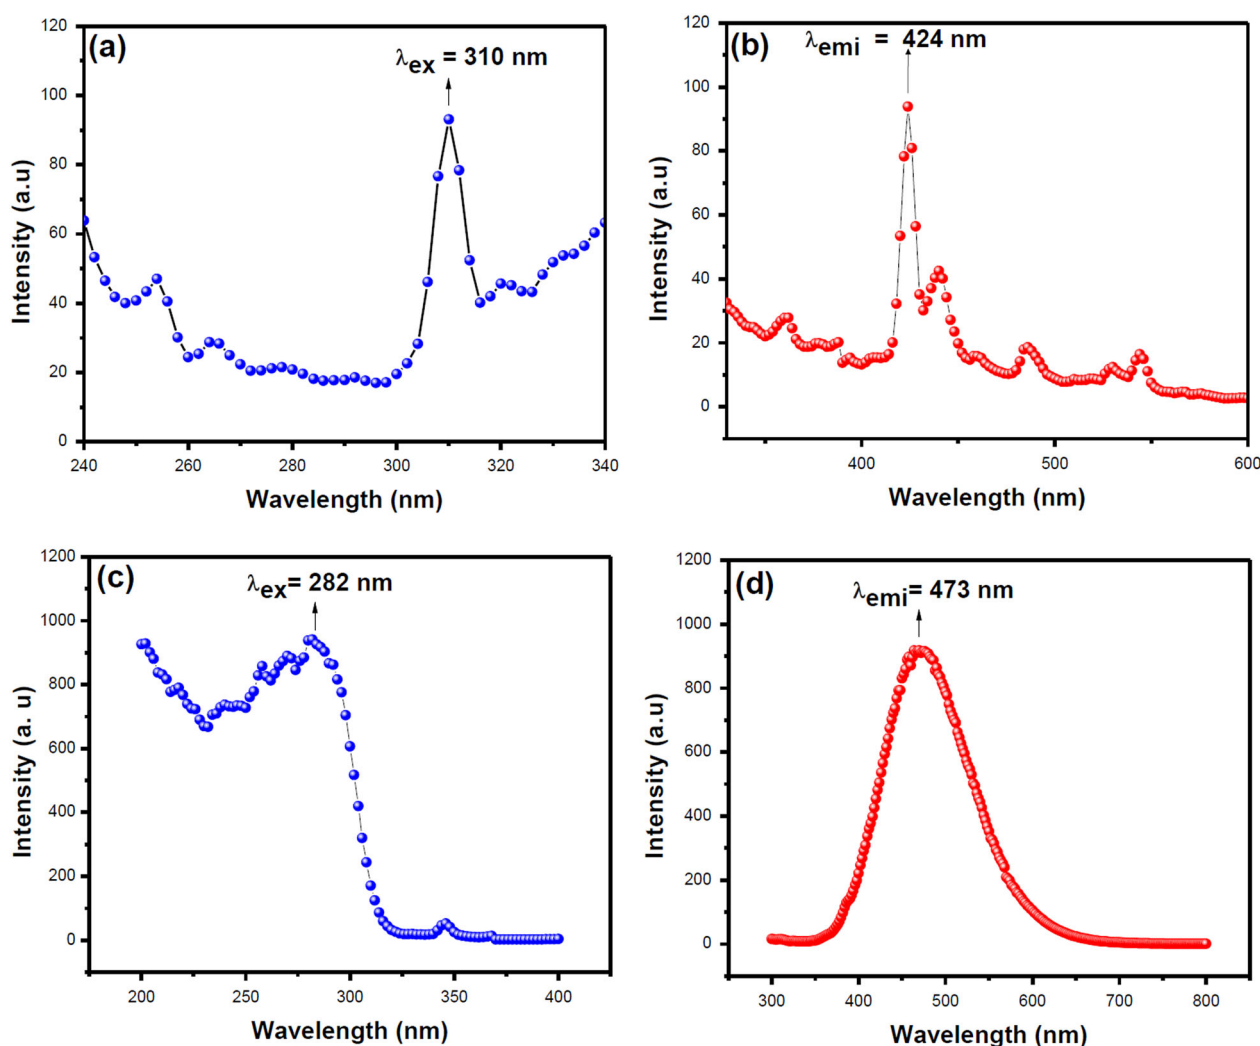 (a)
λex = 310 nm
120
100
80
60
40
20
0
Intensity (a.u)
240 260 280 300 320 340
Wavelength (nm)
(b)
λemi = 424 nm
120
100
80
60
40
20
0
Intensity (a.u)
400 500 600
Wavelength (nm)
(c)
λex= 282 nm
1200
1000
800
600
400
200
0
Intensity (a. u)
200 250 300 350 400
Wavelength (nm)
(d)
λemi= 473 nm
1200
1000
800
600
400
200
0
Intensity (a.u)
300 400 500 600 700 800
Wavelength (nm)